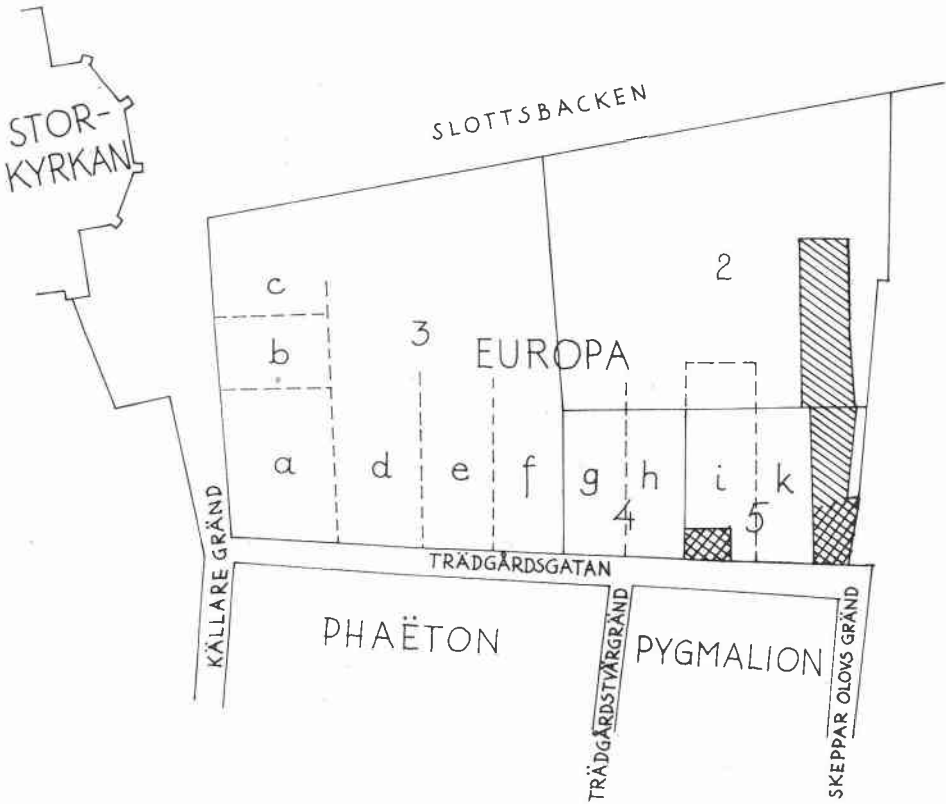 SLOTTSBACKEN
STOR-
KYRKAN
2
c
3
b
EUROPA
a
d
e
f
g
h
i
k
4
5
TRÄDGÅRDSGATAN
KÄLLARE GRÄND
PHAËTON
TRÄDGÅRDSTVÄRGRÄND
PYGMALION
SKEPPAR OLOVS GRÄND